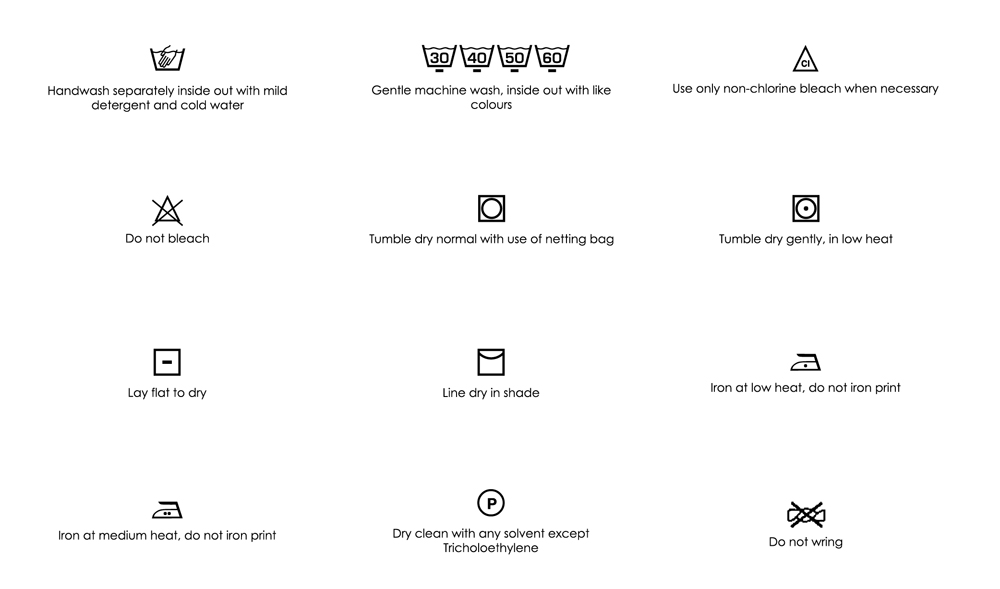 30 40 50 60
Cl
Handwash separately inside out with mild
detergent and cold water
Gentle machine wash, inside out with like
colours
Use only non-chlorine bleach when necessary
Do not bleach
Tumble dry normal with use of netting bag
Tumble dry gently, in low heat
Lay flat to dry
Line dry in shade
Iron at low heat, do not iron print
P
Iron at medium heat, do not iron print
Dry clean with any solvent except
Tricholoethylene
Do not wring